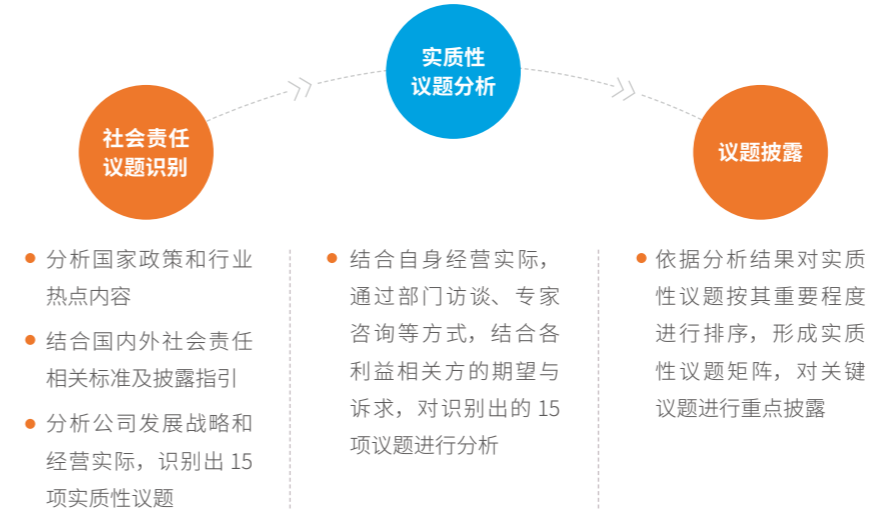 社会责任
议题识别
实质性
议题分析
议题披露
分析国家政策和行业
热点内容
结合国内外社会责任
相关标准及披露指引
分析公司发展战略和
经营实际，识别出 15
项实质性议题
结合自身经营实际，
通过部门访谈、专家
咨询等方式，结合各
利益相关方的期望与
诉求，对识别出的 15
项议题进行分析
依据分析结果对实质
性议题按其重要程度
进行排序，形成实质
性议题矩阵，对关键
议题进行重点披露